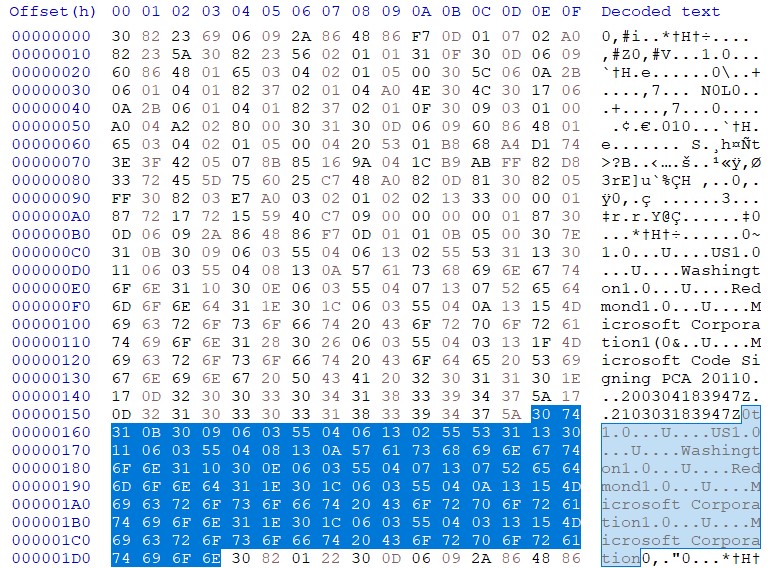 Offset(h) 00 01 02 03 04 05 06 07 08 09 0A 0B 0C 0D 0E 0F Decoded text
00000000 30 82 23 69 06 09 2A 86 48 86 F7 0D 01 07 02 A0 0‚#i..*†H†÷....
00000010 82 23 5A 30 82 23 56 02 01 01 31 0F 30 0D 06 09 ‚#Z0‚#V...1.0...
00000020 60 86 48 01 65 03 04 02 01 05 00 30 5C 06 0A 2B `†H.e......0\..+
00000030 06 01 04 01 82 37 02 01 04 A0 4E 30 4C 30 17 06 ....‚7... N0L0..
00000040 0A 2B 06 01 04 01 82 37 02 01 0F 30 09 03 01 00 .+....‚7...0....
00000050 A0 04 A2 02 80 00 30 31 30 0D 06 09 60 86 48 01 .¢.€.010...`†H.
00000060 65 03 04 02 01 05 00 04 20 53 01 B8 68 A4 D1 74 e....... S.¸h¤Ñt
00000070 3E 3F 42 05 07 8B 85 16 9A 04 1C B9 AB FF 82 D8 >?B..‹….š..¹«ÿ‚Ø
00000080 33 72 45 5D 75 60 25 C7 48 A0 82 0D 81 30 82 05 3rE]u`%ÇH ‚..0‚.
00000090 FF 30 82 03 E7 A0 03 02 01 02 02 13 33 00 00 01 ÿ0‚.ç ......3...
000000A0 87 72 17 72 15 59 40 C7 09 00 00 00 00 01 87 30 ‡r.r.Y@Ç......‡0
000000B0 0D 06 09 2A 86 48 86 F7 0D 01 01 0B 05 00 30 7E ...*†H†÷......0~
000000C0 31 0B 30 09 06 03 55 04 06 13 02 55 53 31 13 30 1.0...U....US1.0
000000D0 11 06 03 55 04 08 13 0A 57 61 73 68 69 6E 67 74 ...U....Washingt
000000E0 6F 6E 31 10 30 0E 06 03 55 04 07 13 07 52 65 64 on1.0...U....Red
000000F0 6D 6F 6E 64 31 1E 30 1C 06 03 55 04 0A 13 15 4D mond1.0...U....M
00000100 69 63 72 6F 73 6F 66 74 20 43 6F 72 70 6F 72 61 icrosoft Corpora
00000110 74 69 6F 6E 31 28 30 26 06 03 55 04 03 13 1F 4D tion1(0&..U....M
00000120 69 63 72 6F 73 6F 66 74 20 43 6F 64 65 20 53 69 icrosoft Code Si
00000130 67 6E 69 6E 67 20 50 43 41 20 32 30 31 31 30 1E gning PCA 20110.
00000140 17 0D 32 30 30 33 30 34 31 38 33 39 34 37 5A 17 ..200304183947Z.
00000150 0D 32 31 30 33 30 33 31 38 33 39 34 37 5A 30 74 .210303183947Z0t
00000160 31 0B 30 09 06 03 55 04 06 13 02 55 53 31 13 30 1.0...U....US1.0
00000170 11 06 03 55 04 08 13 0A 57 61 73 68 69 6E 67 74 ...U....Washingt
00000180 6F 6E 31 10 30 0E 06 03 55 04 07 13 07 52 65 64 on1.0...U....Red
00000190 6D 6F 6E 64 31 1E 30 1C 06 03 55 04 0A 13 15 4D mond1.0...U....M
000001A0 69 63 72 6F 73 6F 66 74 20 43 6F 72 70 6F 72 61 icrosoft Corpora
000001B0 74 69 6F 6E 31 1E 30 1C 06 03 55 04 03 13 15 4D tion1.0...U....M
000001C0 69 63 72 6F 73 6F 66 74 20 43 6F 72 70 6F 72 61 icrosoft Corpora
000001D0 74 69 6F 6E 30 82 01 22 30 0D 06 09 2A 86 48 86 tion0‚."0...*†H†